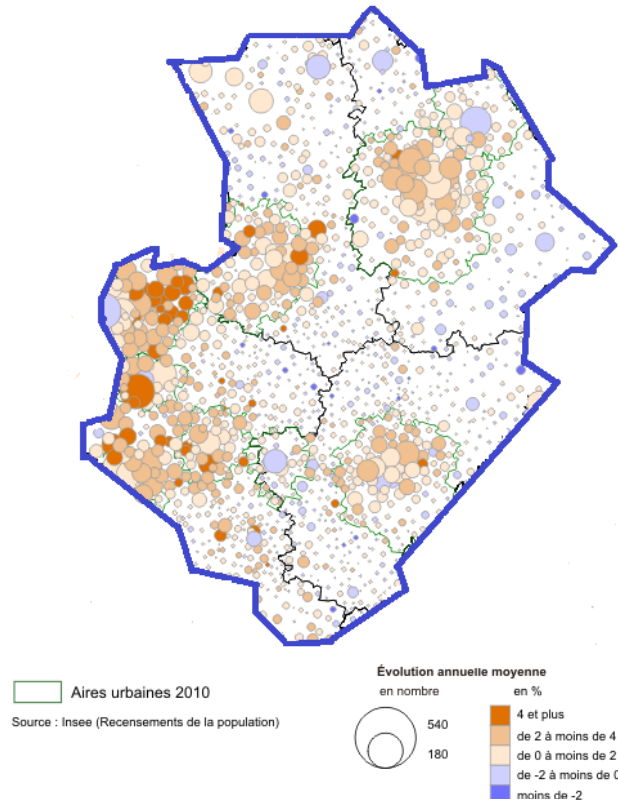 Évolution annuelle moyenne
Aires urbaines 2010
en nombre
en %
Source : Insee (Recensements de la population)
540
180
4 et plus
de 2 à moins de 4
de 0 à moins de 2
de -2 à moins de 0
moins de -2